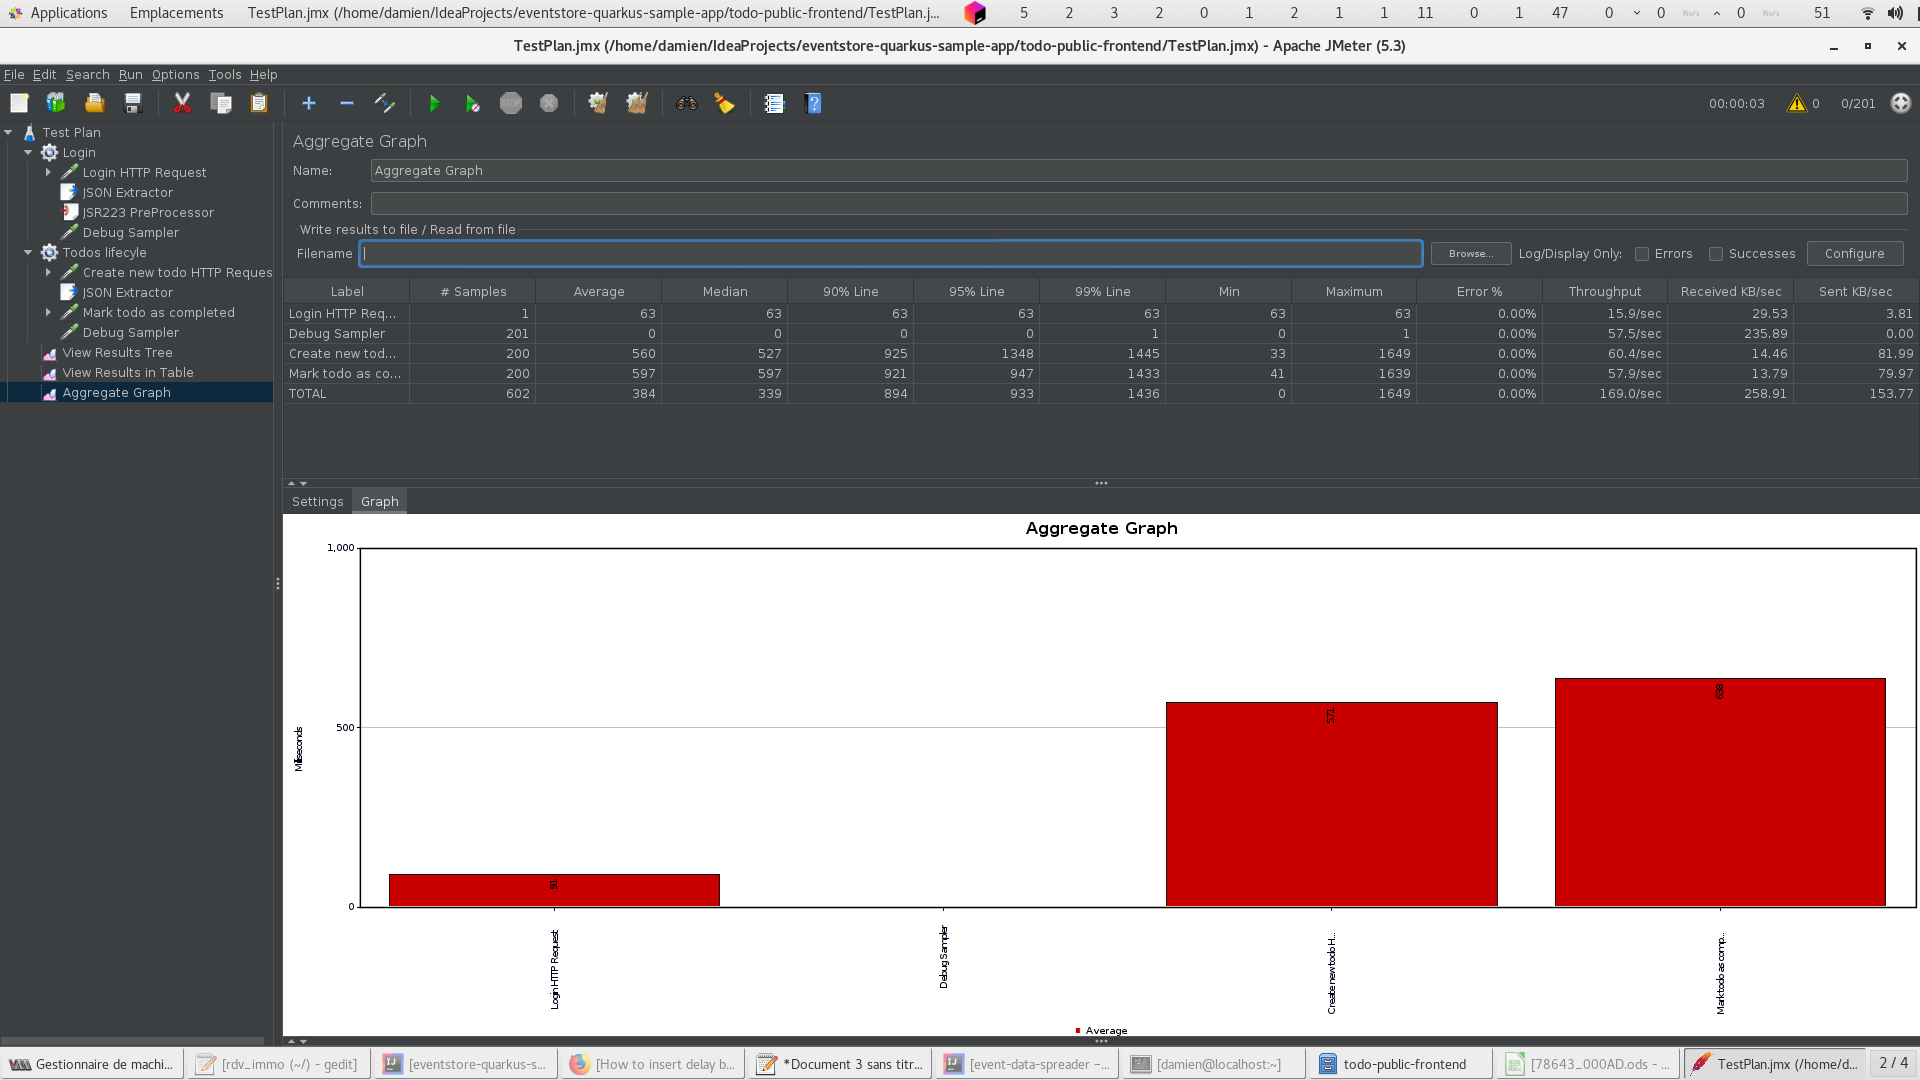 Applications Emplacements TestPlan.jmx (/home/damien/IdeaProjects/eventstore-quarkus-sample-app/todo-public-frontend/TestPlan.j... 5 2 3 2 0 1 2 1 1 11 0 1 47 0 0 0 51
TestPlan.jmx (/home/damien/IdeaProjects/eventstore-quarkus-sample-app/todo-public-frontend/TestPlan.jmx) - Apache JMeter (5.3)
File Edit Search Run Options Tools Help
STOP 00:00:03 0 0/201
Test Plan
Login
Login HTTP Request
JSON Extractor
JSR223 PreProcessor
Debug Sampler
Todos lifecyle
Create new todo HTTP Reques
JSON Extractor
Mark todo as completed
Debug Sampler
View Results Tree
View Results in Table
Aggregate Graph
Aggregate Graph
Name: Aggregate Graph
Comments:
Write results to file / Read from file
Filename Browse... Log/Display Only: Errors Successes Configure
Label # Samples Average Median 90% Line 95% Line 99% Line Min Maximum Error % Throughput Received KB/sec Sent KB/sec
Login HTTP Req... 1 63 63 63 63 63 63 63 0.00% 15.9/sec 29.53 3.81
Debug Sampler 201 0 0 0 0 1 0 1 0.00% 57.5/sec 235.89 0.00
Create new tod... 200 560 527 925 1348 1445 33 1649 0.00% 60.4/sec 14.46 81.99
Mark todo as co... 200 597 597 921 947 1433 41 1639 0.00% 57.9/sec 13.79 79.97
TOTAL 602 384 339 894 933 1436 0 1649 0.00% 169.0/sec 258.91 153.77
Settings Graph
Aggregate Graph
1,000
500
0
Milliseconds
91
571
Login HTTP Request
Debug Sampler
Create new todo H...
Mark todo as comp...
Average
Gestionnaire de machi... [rdv_immo (~/) - gedit] [eventstore-quarkus-s... [How to insert delay b... *Document 3 sans titr... [event-data-spreader –... [damien@localhost:~] todo-public-frontend [78643_000AD.ods - ... TestPlan.jmx (/home/d... 2 / 4